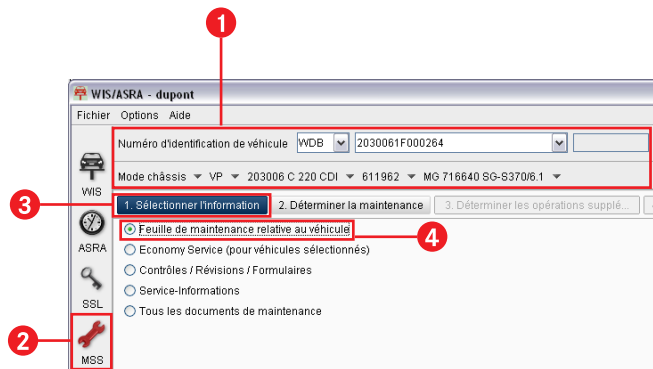 1
WIS/ASRA - dupont
Fichier Options Aide
Numéro d'identification de véhicule WDB 2030061F000264
Mode châssis VP 203006 C 220 CDI 611962 MG 716640 SG-S370/6.1
WIS
3
1. Sélectionner l'information 2. Déterminer la maintenance 3. Déterminer les opérations supplé...
Feuille de maintenance relative au véhicule
4
ASRA
Economy Service (pour véhicules sélectionnés)
Contrôles / Révisions / Formulaires
SSL
Service-Informations
Tous les documents de maintenance
2
MSS